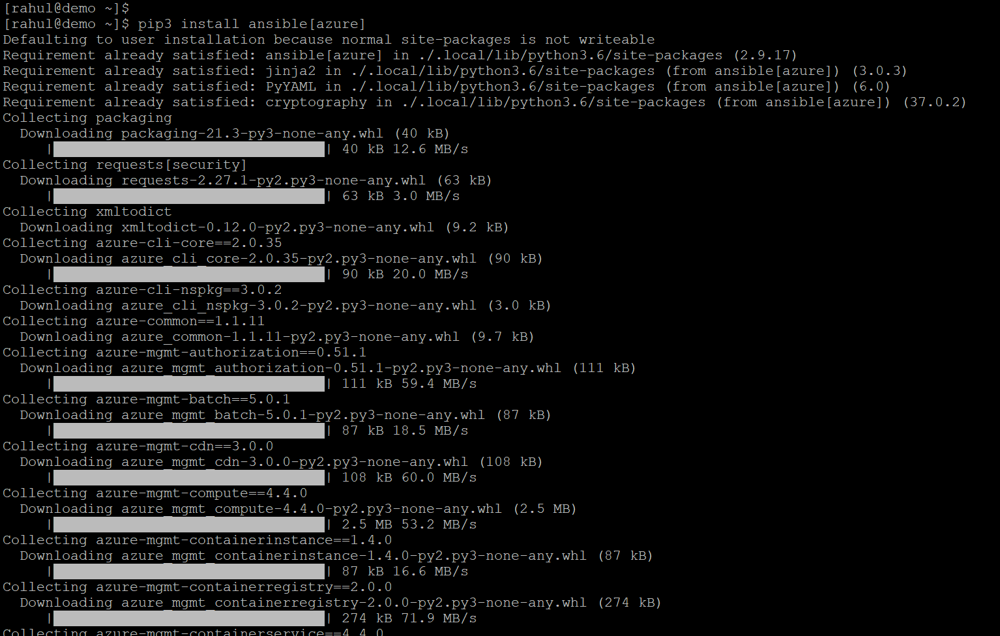 [rahul@demo ~]$
[rahul@demo ~]$ pip3 install ansible[azure]
Defaulting to user installation because normal site-packages is not writeable
Requirement already satisfied: ansible[azure] in ./.local/lib/python3.6/site-packages (2.9.17)
Requirement already satisfied: jinja2 in ./.local/lib/python3.6/site-packages (from ansible[azure]) (3.0.3)
Requirement already satisfied: PyYAML in ./.local/lib/python3.6/site-packages (from ansible[azure]) (6.0)
Requirement already satisfied: cryptography in ./.local/lib/python3.6/site-packages (from ansible[azure]) (37.0.2)
Collecting packaging
  Downloading packaging-21.3-py3-none-any.whl (40 kB)
     |████████████████████████████████| 40 kB 12.6 MB/s
Collecting requests[security]
  Downloading requests-2.27.1-py2.py3-none-any.whl (63 kB)
     |████████████████████████████████| 63 kB 3.0 MB/s
Collecting xmltodict
  Downloading xmltodict-0.12.0-py2.py3-none-any.whl (9.2 kB)
Collecting azure-cli-core==2.0.35
  Downloading azure_cli_core-2.0.35-py2.py3-none-any.whl (90 kB)
     |████████████████████████████████| 90 kB 20.0 MB/s
Collecting azure-cli-nspkg==3.0.2
  Downloading azure_cli_nspkg-3.0.2-py2.py3-none-any.whl (3.0 kB)
Collecting azure-common==1.1.11
  Downloading azure_common-1.1.11-py2.py3-none-any.whl (9.7 kB)
Collecting azure-mgmt-authorization==0.51.1
  Downloading azure_mgmt_authorization-0.51.1-py2.py3-none-any.whl (111 kB)
     |████████████████████████████████| 111 kB 59.4 MB/s
Collecting azure-mgmt-batch==5.0.1
  Downloading azure_mgmt_batch-5.0.1-py2.py3-none-any.whl (87 kB)
     |████████████████████████████████| 87 kB 18.5 MB/s
Collecting azure-mgmt-cdn==3.0.0
  Downloading azure_mgmt_cdn-3.0.0-py2.py3-none-any.whl (108 kB)
     |████████████████████████████████| 108 kB 60.0 MB/s
Collecting azure-mgmt-compute==4.4.0
  Downloading azure_mgmt_compute-4.4.0-py2.py3-none-any.whl (2.5 MB)
     |████████████████████████████████| 2.5 MB 53.2 MB/s
Collecting azure-mgmt-containerinstance==1.4.0
  Downloading azure_mgmt_containerinstance-1.4.0-py2.py3-none-any.whl (87 kB)
     |████████████████████████████████| 87 kB 16.6 MB/s
Collecting azure-mgmt-containerregistry==2.0.0
  Downloading azure_mgmt_containerregistry-2.0.0-py2.py3-none-any.whl (274 kB)
     |████████████████████████████████| 274 kB 71.9 MB/s
Collecting azure-mgmt-containerservice==4.4.0